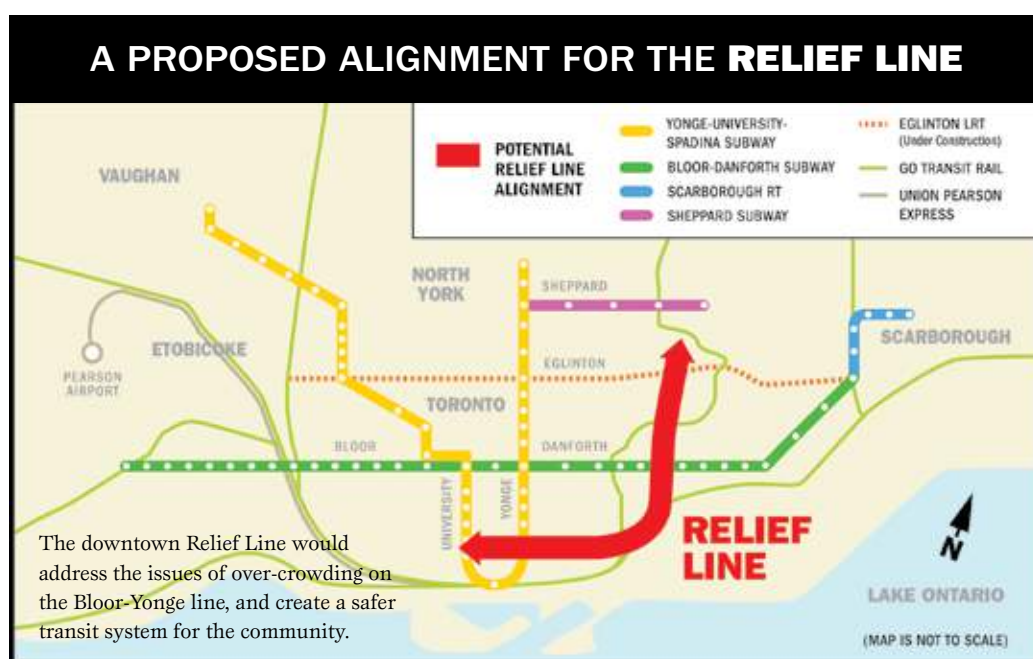 A PROPOSED ALIGNMENT FOR THE RELIEF LINE
POTENTIAL
RELIEF LINE
ALIGNMENT
YONGE-UNIVERSITY-
SPADINA SUBWAY
BLOOR-DANFORTH SUBWAY
SCARBOROUGH RT
SHEPPARD SUBWAY
EGLINTON LRT
(Under Construction)
GO TRANSIT RAIL
UNION PEARSON
EXPRESS
VAUGHAN
NORTH
YORK
SHEPPARD
SCARBOROUGH
ETOBICOKE
PEARSON
AIRPORT
EGLINTON
TORONTO
BLOOR
DANFORTH
UNIVERSITY
YONGE
RELIEF
LINE
The downtown Relief Line would
address the issues of over-crowding on
the Bloor-Yonge line, and create a safer
transit system for the community.
N
LAKE ONTARIO
(MAP IS NOT TO SCALE)